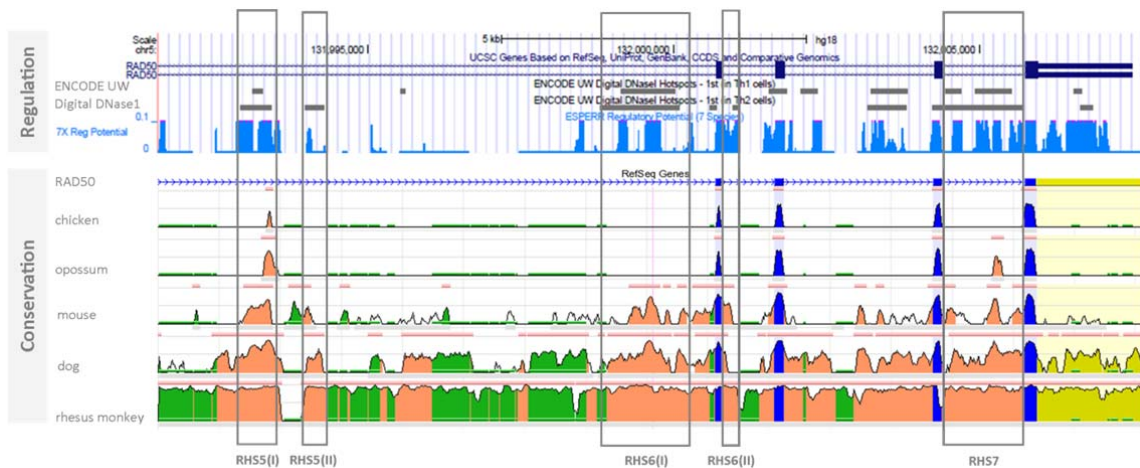 Scale
5 kb
hg18
chr5:
131,995,000
132,000,000
132,005,000
UCSC Genes Based on RefSeq, UniProt, GenBank, CCDS and Comparative Genomics
RAD50
RAD50
ENCODE UW Digital DNaseI Hotspots - 1st (in Th1 cells)
ENCODE UW Digital DNaseI Hotspots - 1st (in Th2 cells)
ESPERR Regulatory Potential (7 Species)
Regulation
ENCODE UW
Digital DNase1
0.1
7X Reg Potential
0
Conservation
RAD50
RefSeq Genes
chicken
opossum
mouse
dog
rhesus monkey
RHS5(I)
RHS5(II)
RHS6(I)
RHS6(II)
RHS7